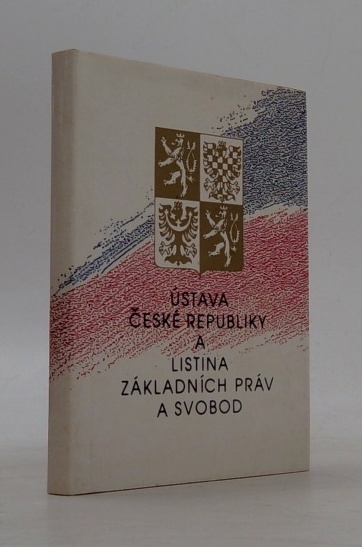 ÚSTAVA
ČESKÉ REPUBLIKY
A
LISTINA
ZÁKLADNÍCH PRÁV
A SVOBOD